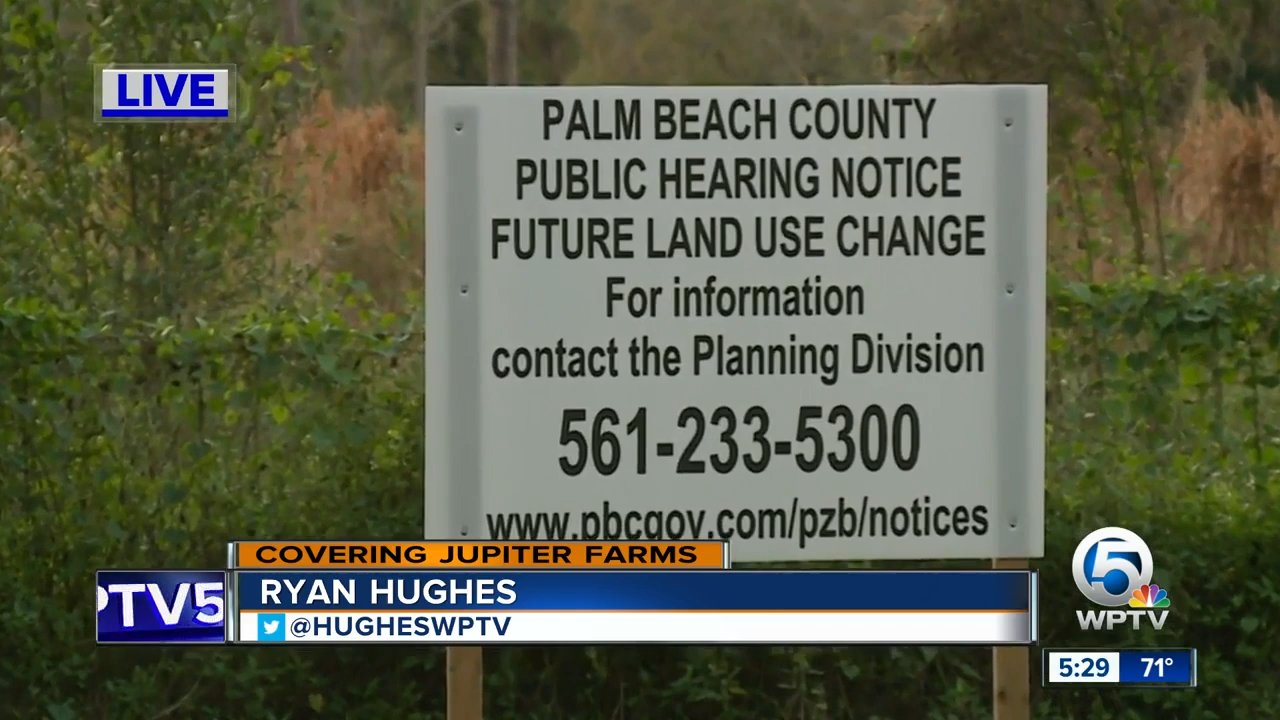 LIVE
PALM BEACH COUNTY
PUBLIC HEARING NOTICE
FUTURE LAND USE CHANGE
For information
contact the Planning Division
561-233-5300
www.pbcgov.com/pzb/notices
COVERING JUPITER FARMS
PTV5
RYAN HUGHES
@HUGHESWPTV
5
WPTV
5:29 71°